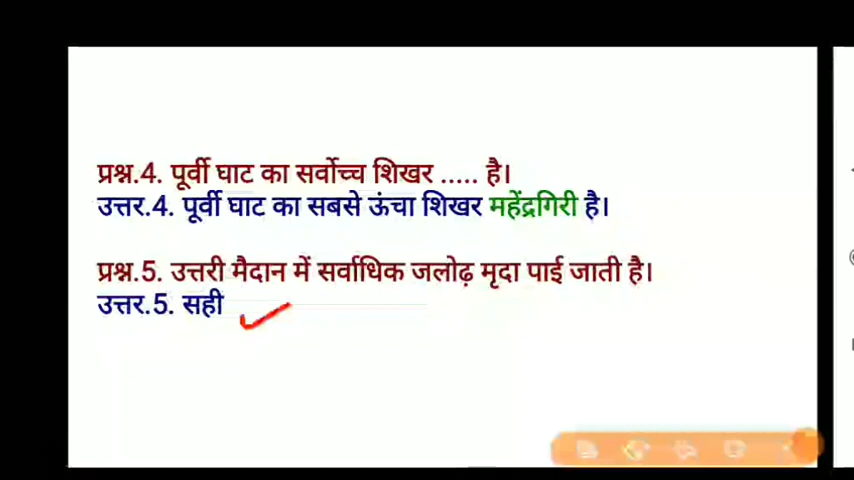 प्रश्न.4. पूर्वी घाट का सर्वोच्च शिखर ..... है।
उत्तर.4. पूर्वी घाट का सबसे ऊंचा शिखर महेंद्रगिरी है।
प्रश्न.5. उत्तरी मैदान में सर्वाधिक जलोढ़ मृदा पाई जाती है।
उत्तर.5. सही